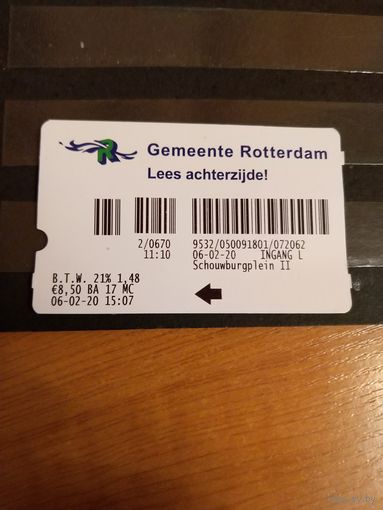 R Gemeente Rotterdam
Lees achterzijde!
2/0670 9532/050091801/072062
11:10 06-02-20 INGANG L
Schouwburgplein II
B.T.W. 21% 1,48
€8,50 BA 17 MC
06-02-20 15:07